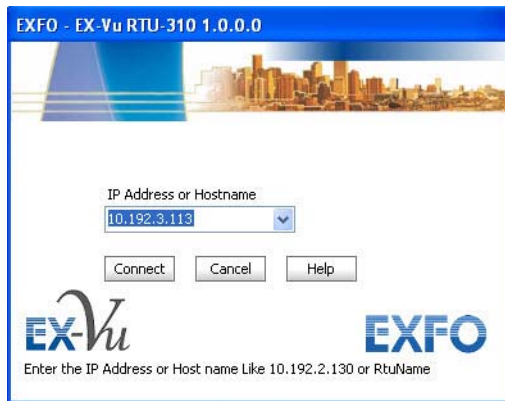 EXFO - EX-Vu RTU-310 1.0.0.0
IP Address or Hostname
10.192.3.113
Connect Cancel Help
EX-Vu EXFO
Enter the IP Address or Host name Like 10.192.2.130 or RtuName